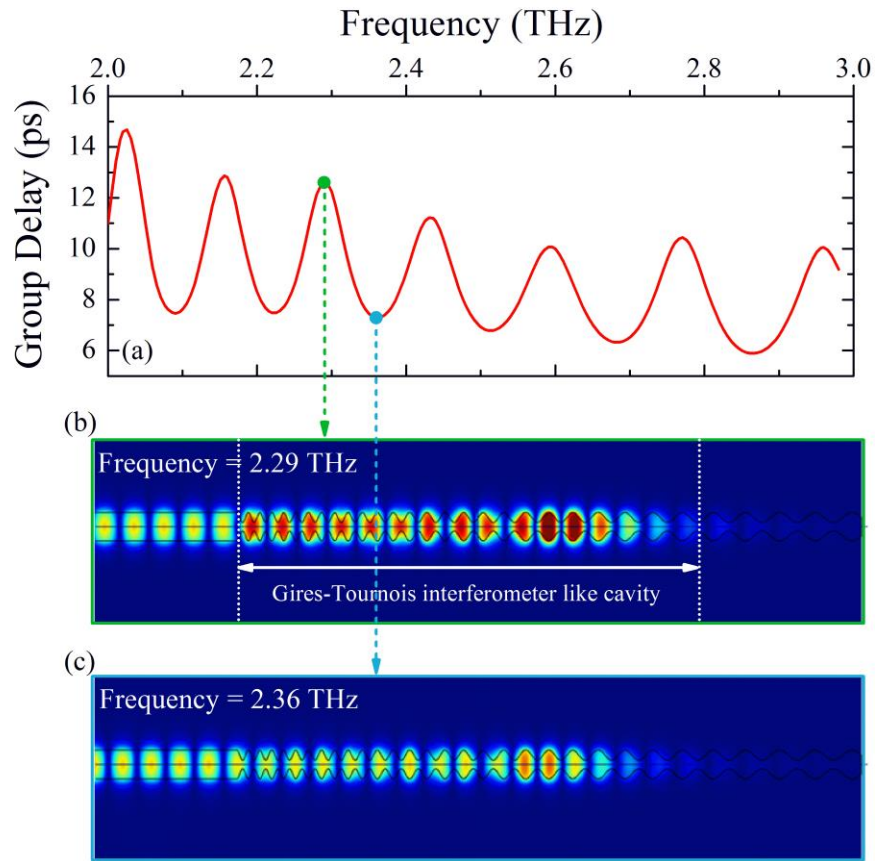 Frequency (THz)
2.0 2.2 2.4 2.6 2.8 3.0
Group Delay (ps)
16
14
12
10
8
6
(a)
(b)
Frequency = 2.29 THz
Gires-Tournois interferometer like cavity
(c)
Frequency = 2.36 THz